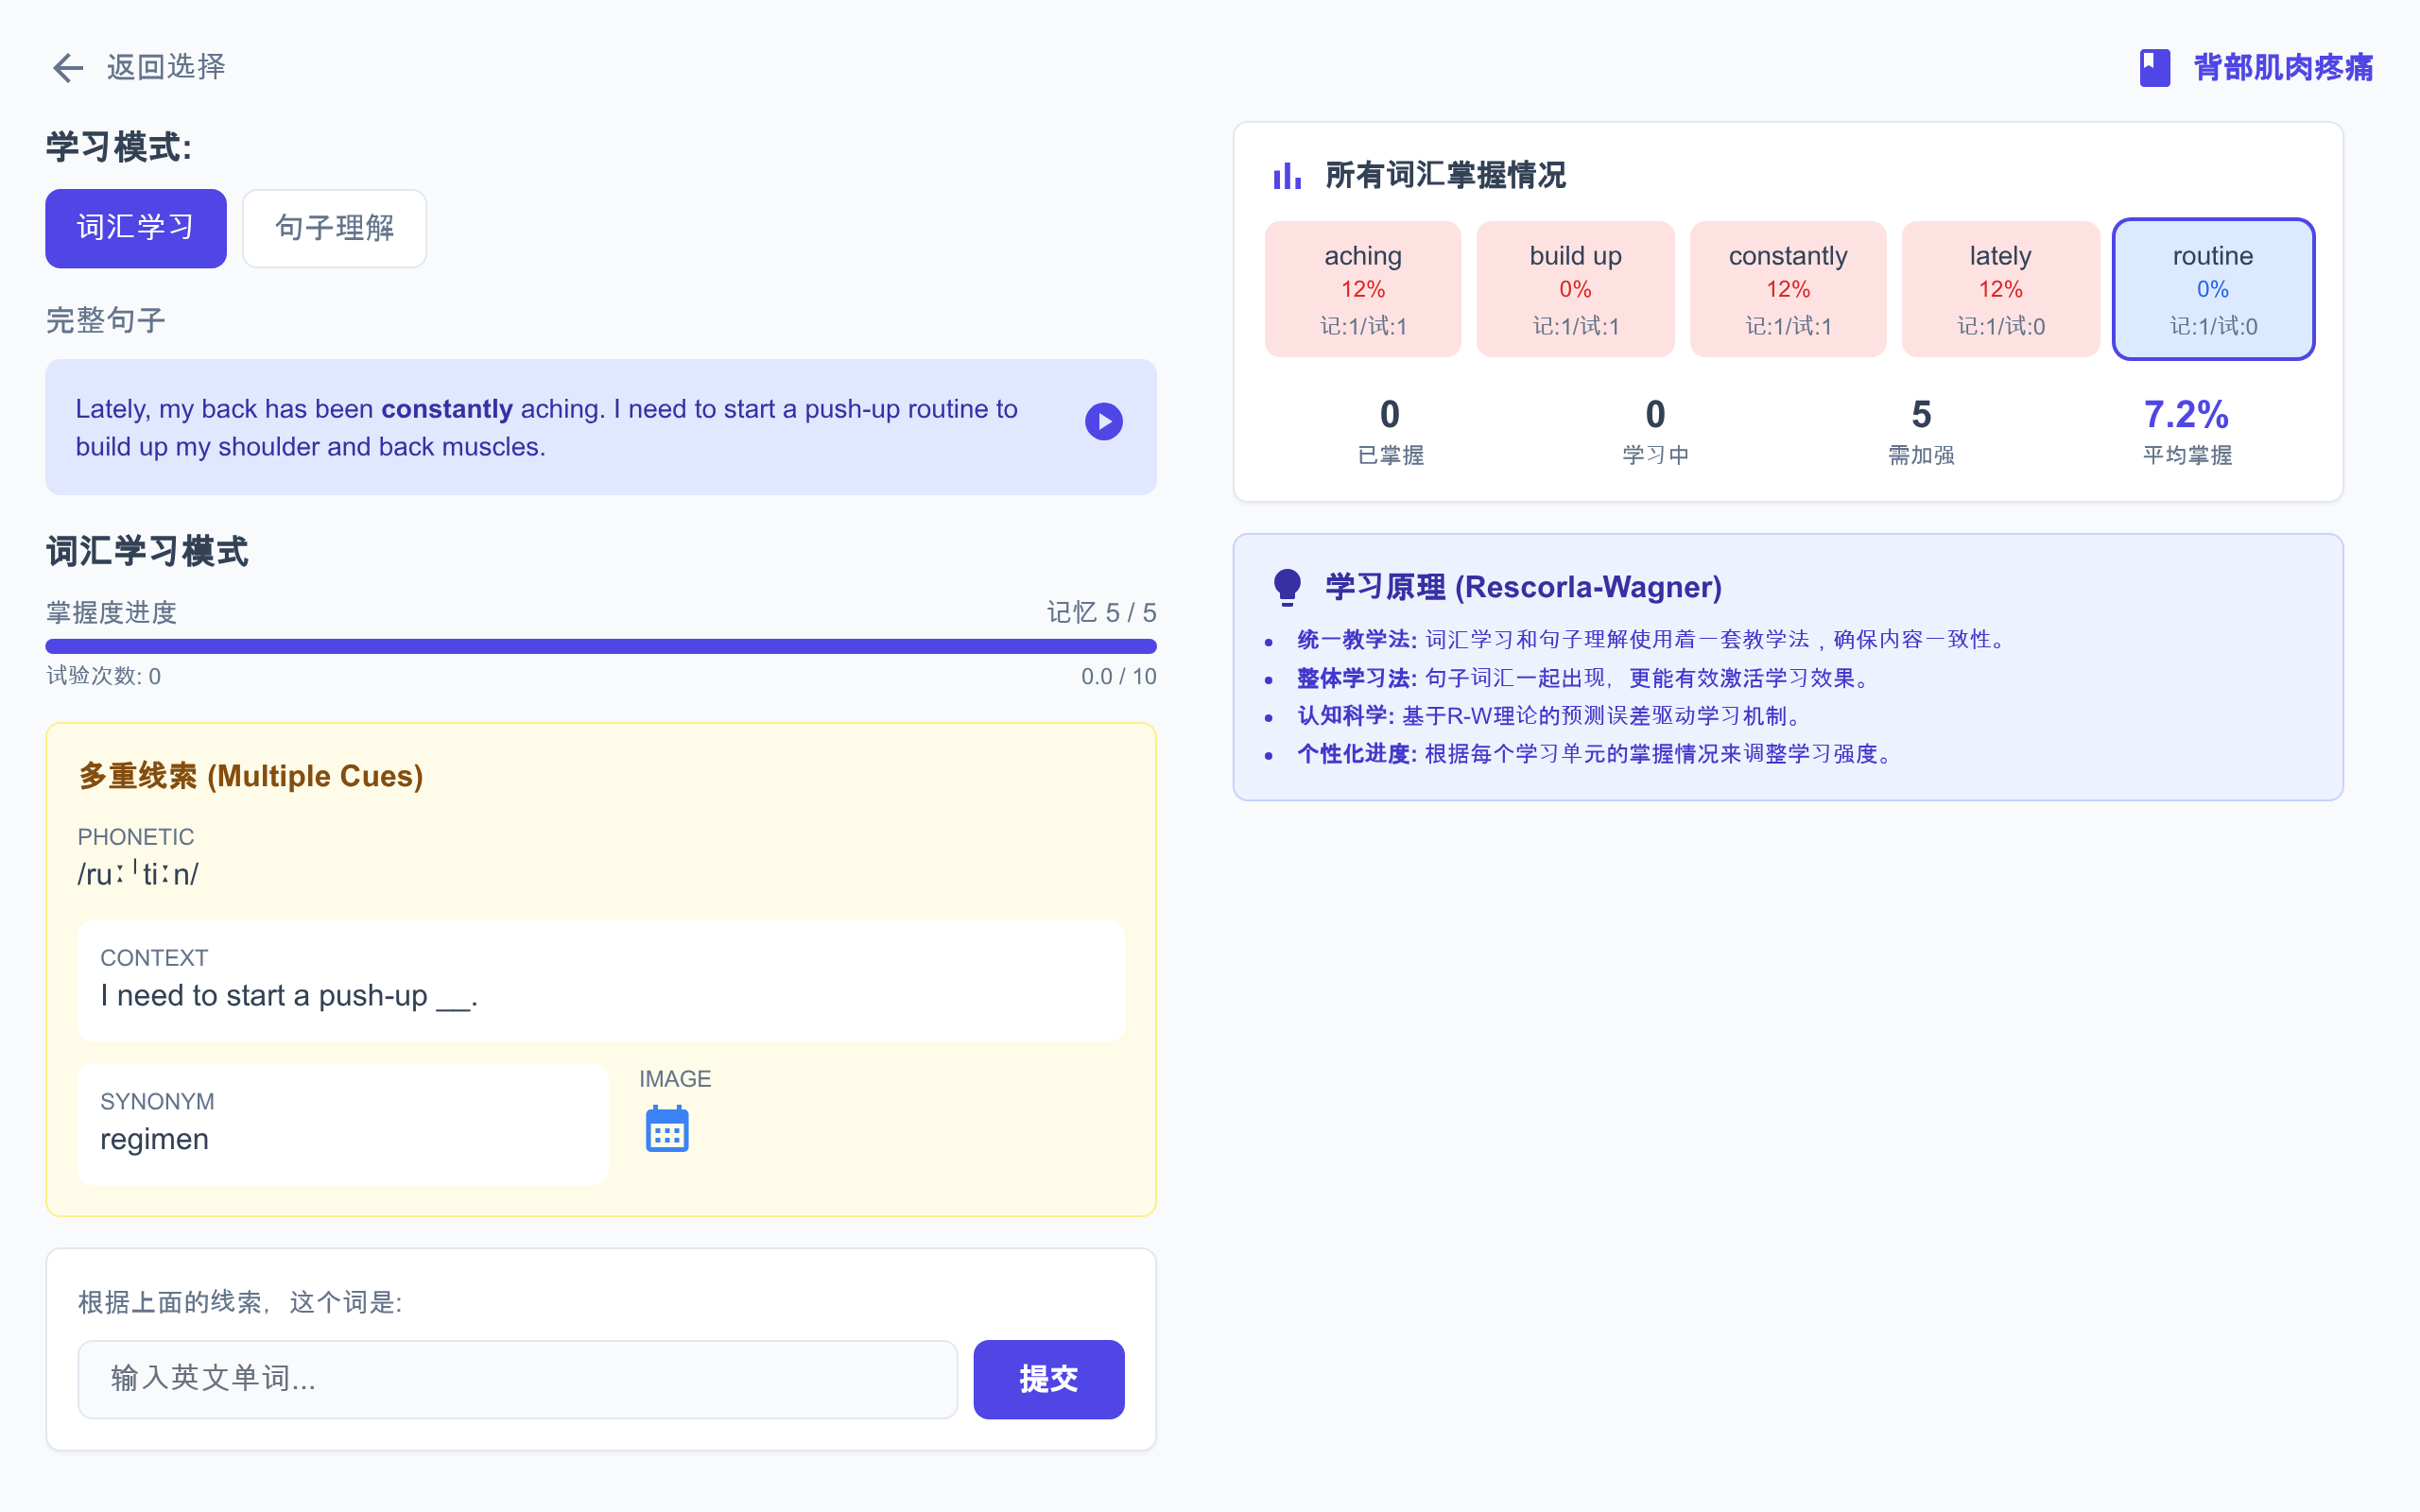 返回选择
背部肌肉疼痛
学习模式:
词汇学习
句子理解
完整句子
Lately, my back has been constantly aching. I need to start a push-up routine to
build up my shoulder and back muscles.
词汇学习模式
掌握度进度
记忆 5 / 5
试验次数: 0
0.0 / 10
多重线索 (Multiple Cues)
PHONETIC
/ruːˈtiːn/
CONTEXT
I need to start a push-up __.
SYNONYM
regimen
IMAGE
根据上面的线索, 这个词是:
输入英文单词...
提交
所有词汇掌握情况
aching
12%
记:1/试:1
build up
0%
记:1/试:1
constantly
12%
记:1/试:1
lately
12%
记:1/试:0
routine
0%
记:1/试:0
0
已掌握
0
学习中
5
需加强
7.2%
平均掌握
学习原理 (Rescorla-Wagner)
统一教学法: 词汇学习和句子理解使用着一套教学法，确保内容一致性。
整体学习法: 句子词汇一起出现, 更能有效激活学习效果。
认知科学: 基于R-W理论的预测误差驱动学习机制。
个性化进度: 根据每个学习单元的掌握情况来调整学习强度。